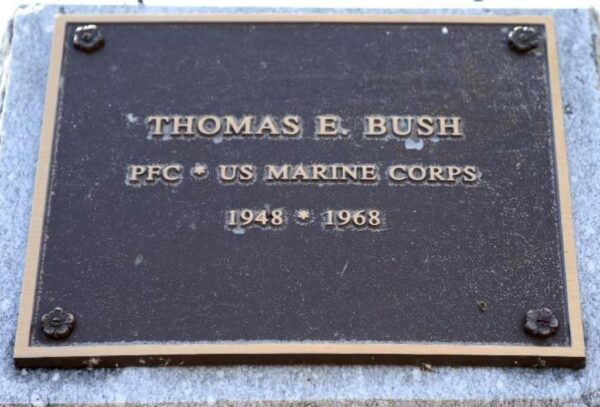 THOMAS E. BUSH
PFC * US MARINE CORPS
1948 * 1968